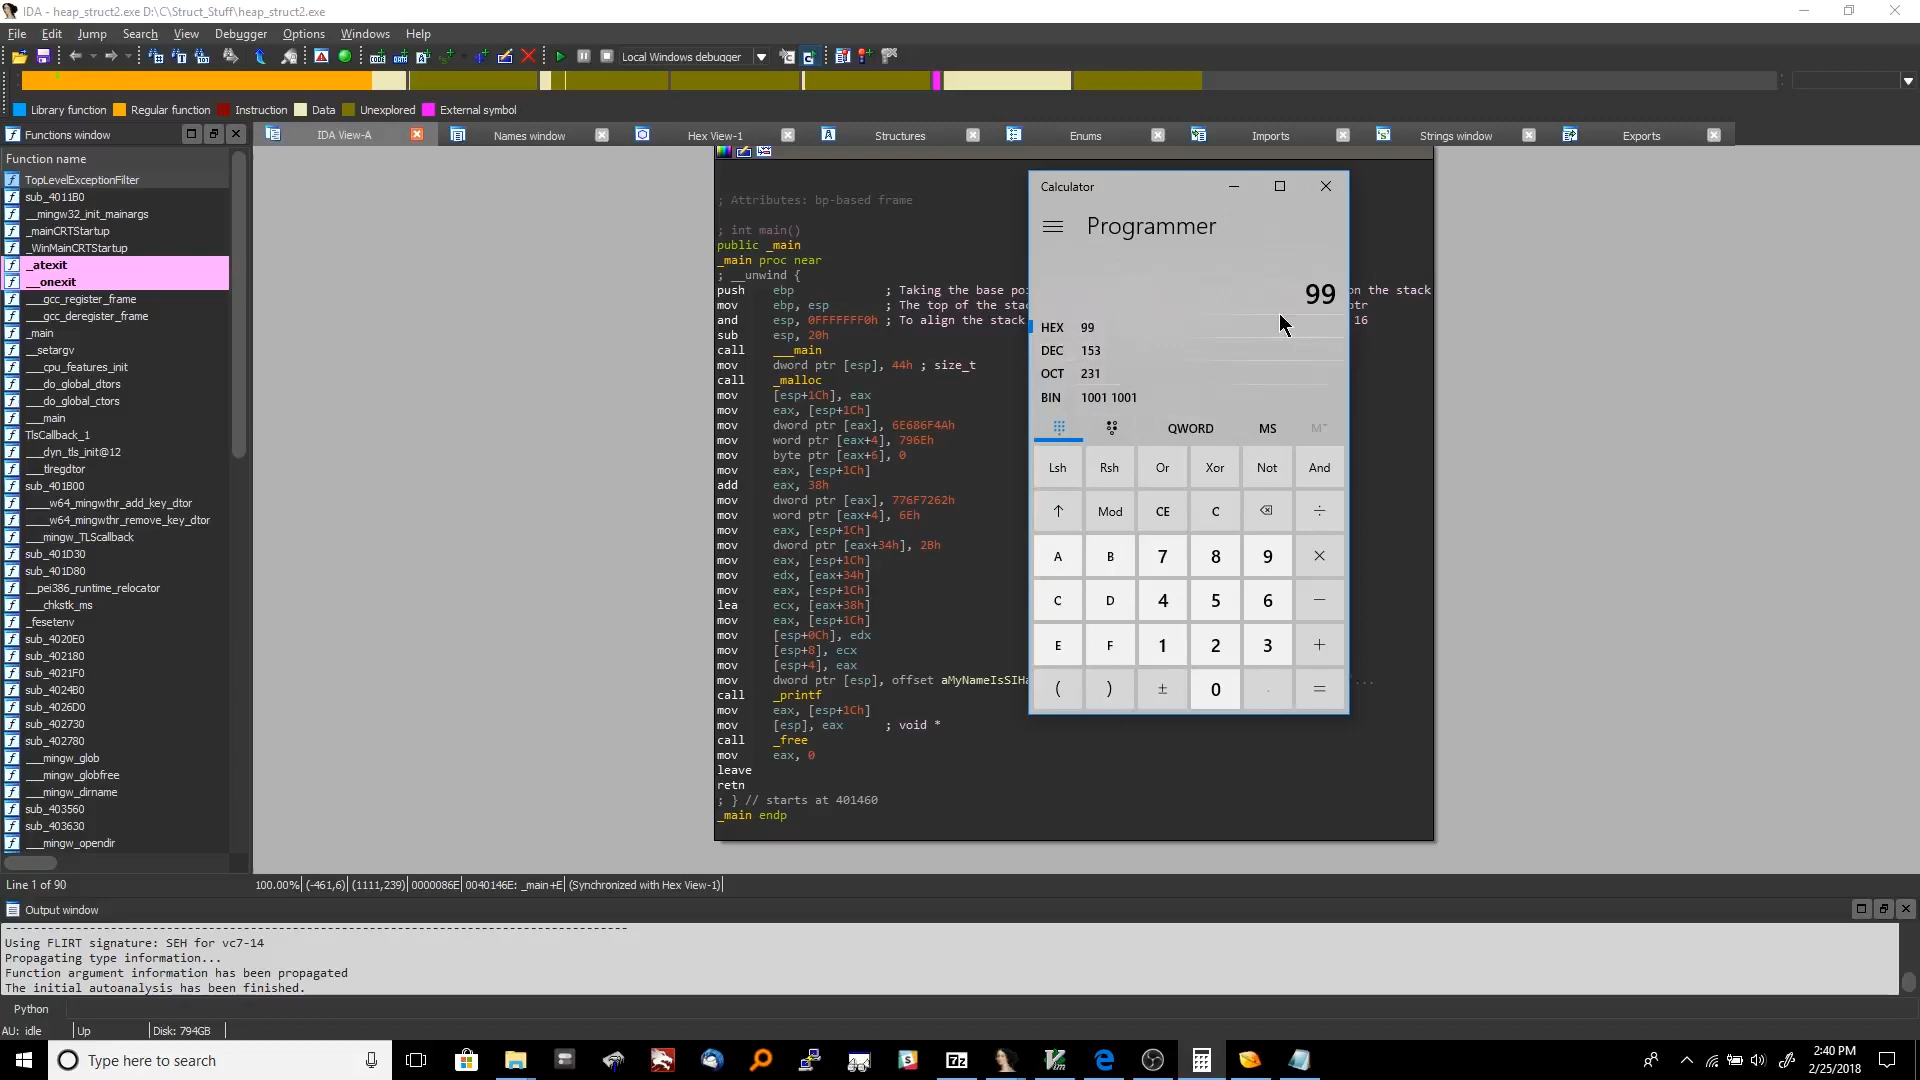 IDA - heap_struct2.exe D:\C\Struct_Stuff\heap_struct2.exe
File Edit Jump Search View Debugger Options Windows Help
Local Windows debugger
Library function Regular function Instruction Data Unexplored External symbol
Functions window
IDA View-A Names window Hex View-1 Structures Enums Imports Strings window Exports
Function name
TopLevelExceptionFilter
sub_4011B0
__mingw32_init_mainargs
_mainCRTStartup
_WinMainCRTStartup
_atexit
__onexit
___gcc_register_frame
___gcc_deregister_frame
_main
__setargv
___cpu_features_init
___do_global_dtors
___do_global_ctors
___main
TlsCallback_1
___dyn_tls_init@12
___tlregdtor
sub_401B00
____w64_mingwthr_add_key_dtor
____w64_mingwthr_remove_key_dtor
___mingw_TLScallback
sub_401D30
sub_401D80
__pei386_runtime_relocator
___chkstk_ms
_fesetenv
sub_4020E0
sub_402180
sub_4021F0
sub_4024B0
sub_4026D0
sub_402730
sub_402780
___mingw_glob
___mingw_globfree
___mingw_dirname
sub_403560
sub_403630
___mingw_opendir
Line 1 of 90
; Attributes: bp-based frame
; int main()
public _main
_main proc near
; __unwind {
push ebp ; Taking the base poi on the stack
mov ebp, esp ; The top of the stac tr
and esp, 0FFFFFFF0h ; To align the stack 16
sub esp, 20h
call ___main
mov dword ptr [esp], 44h ; size_t
call _malloc
mov [esp+1Ch], eax
mov eax, [esp+1Ch]
mov dword ptr [eax], 6E686F4Ah
mov word ptr [eax+4], 796Eh
mov byte ptr [eax+6], 0
mov eax, [esp+1Ch]
add eax, 38h
mov dword ptr [eax], 776F7262h
mov word ptr [eax+4], 6Eh
mov eax, [esp+1Ch]
mov dword ptr [eax+34h], 2Bh
mov eax, [esp+1Ch]
mov edx, [eax+34h]
mov eax, [esp+1Ch]
lea ecx, [eax+38h]
mov eax, [esp+1Ch]
mov [esp+0Ch], edx
mov [esp+8], ecx
mov [esp+4], eax
mov dword ptr [esp], offset aMyNameIsSIHa ...
call _printf
mov eax, [esp+1Ch]
mov [esp], eax ; void *
call _free
mov eax, 0
leave
retn
; } // starts at 401460
_main endp
Calculator
Programmer
99
HEX 99
DEC 153
OCT 231
BIN 1001 1001
QWORD MS M˅
Lsh Rsh Or Xor Not And
↑ Mod CE C ⌫ ÷
A B 7 8 9 ×
C D 4 5 6 −
E F 1 2 3 +
( ) ± 0 . =
100.00% (-461,6) (1111,239) 0000086E 0040146E: _main+E (Synchronized with Hex View-1)
Output window
--------------------------------------------------------------------------------
Using FLIRT signature: SEH for vc7-14
Propagating type information...
Function argument information has been propagated
The initial autoanalysis has been finished.
Python
AU: idle Up Disk: 794GB
Type here to search
2:40 PM
2/25/2018